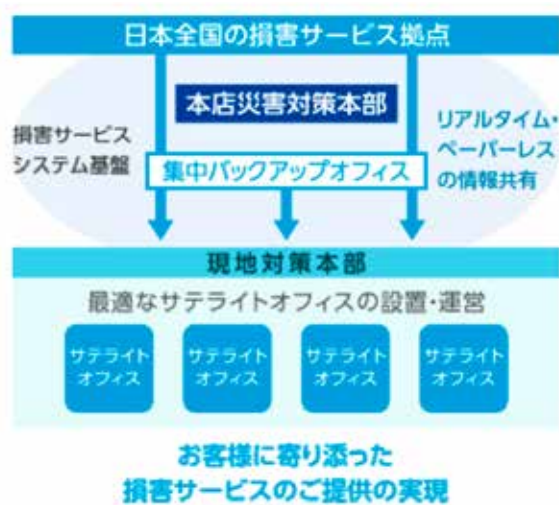 日本全国の損害サービス拠点
本店災害対策本部
損害サービス
システム基盤
リアルタイム・
ペーパーレス
の情報共有
集中バックアップオフィス
現地対策本部
最適なサテライトオフィスの設置・運営
サテライト
オフィス
サテライト
オフィス
サテライト
オフィス
サテライト
オフィス
お客様に寄り添った
損害サービスのご提供の実現